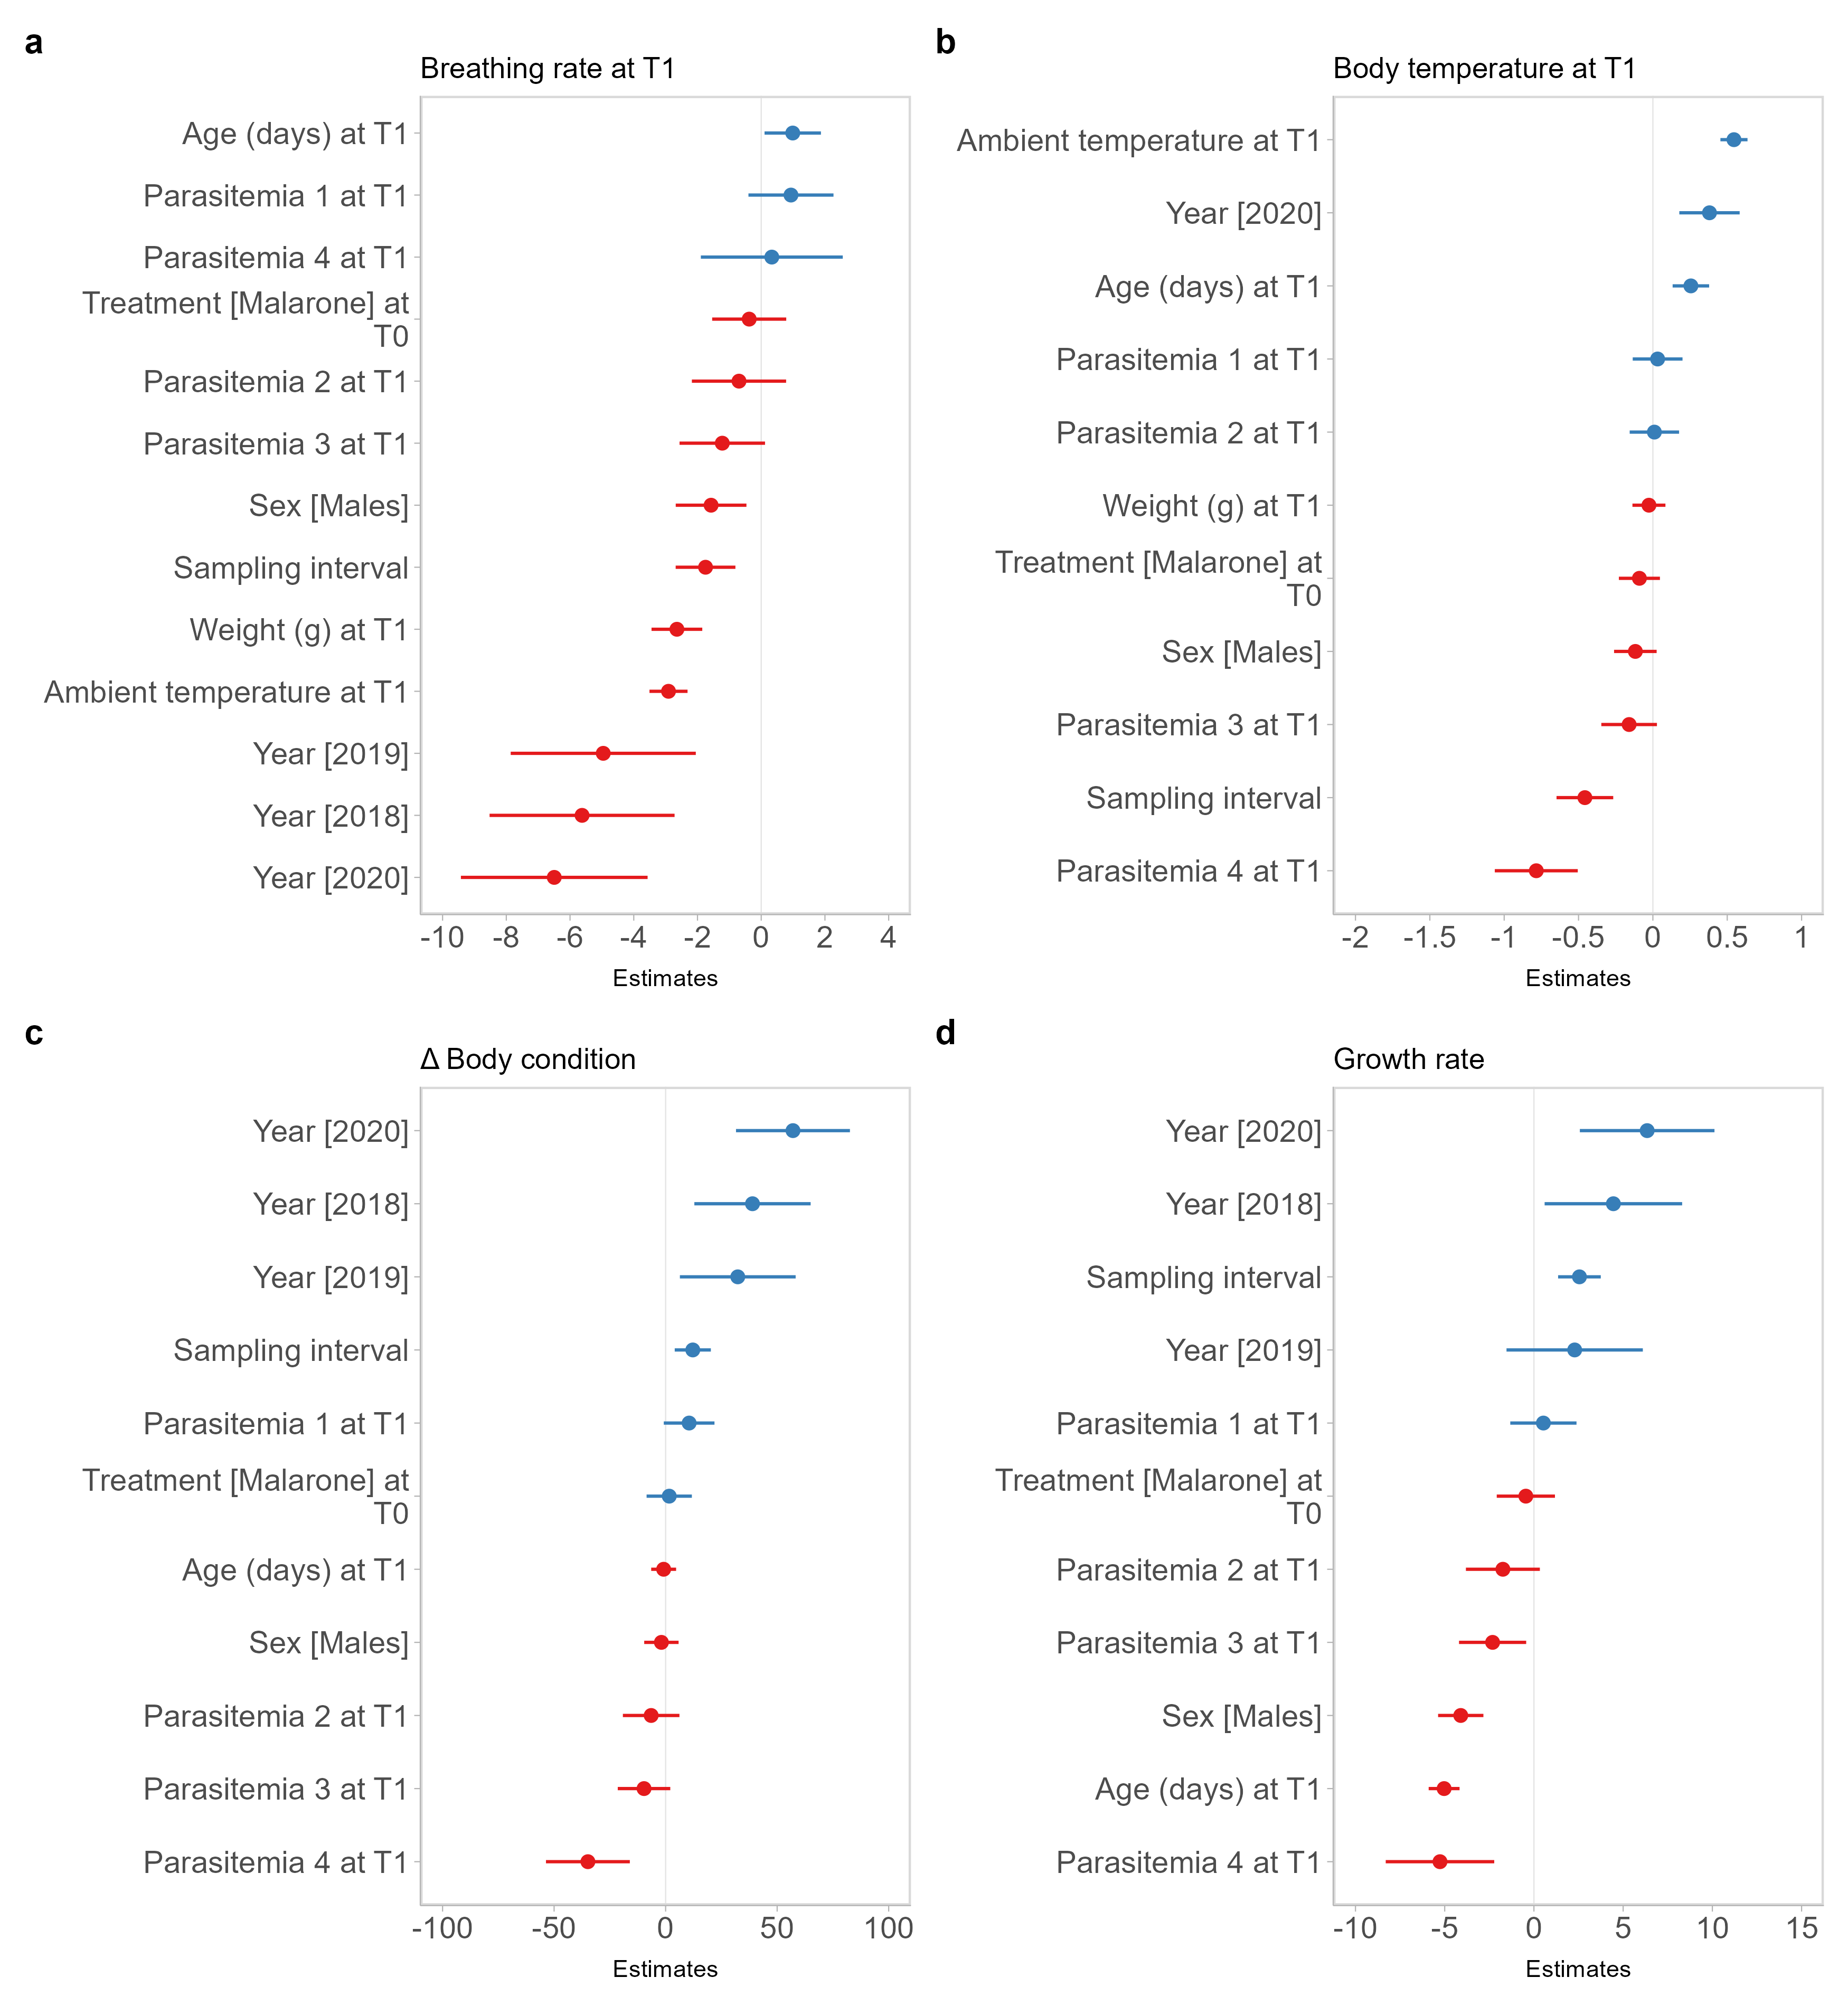 a
Breathing rate at T1
Age (days) at T1
Parasitemia 1 at T1
Parasitemia 4 at T1
Treatment [Malarone] at
T0
Parasitemia 2 at T1
Parasitemia 3 at T1
Sex [Males]
Sampling interval
Weight (g) at T1
Ambient temperature at T1
Year [2019]
Year [2018]
Year [2020]
-10 -8 -6 -4 -2 0 2 4
Estimates
b
Body temperature at T1
Ambient temperature at T1
Year [2020]
Age (days) at T1
Parasitemia 1 at T1
Parasitemia 2 at T1
Weight (g) at T1
Treatment [Malarone] at
T0
Sex [Males]
Parasitemia 3 at T1
Sampling interval
Parasitemia 4 at T1
-2 -1.5 -1 -0.5 0 0.5 1
Estimates
c
Δ Body condition
Year [2020]
Year [2018]
Year [2019]
Sampling interval
Parasitemia 1 at T1
Treatment [Malarone] at
T0
Age (days) at T1
Sex [Males]
Parasitemia 2 at T1
Parasitemia 3 at T1
Parasitemia 4 at T1
-100 -50 0 50 100
Estimates
d
Growth rate
Year [2020]
Year [2018]
Sampling interval
Year [2019]
Parasitemia 1 at T1
Treatment [Malarone] at
T0
Parasitemia 2 at T1
Parasitemia 3 at T1
Sex [Males]
Age (days) at T1
Parasitemia 4 at T1
-10 -5 0 5 10 15
Estimates